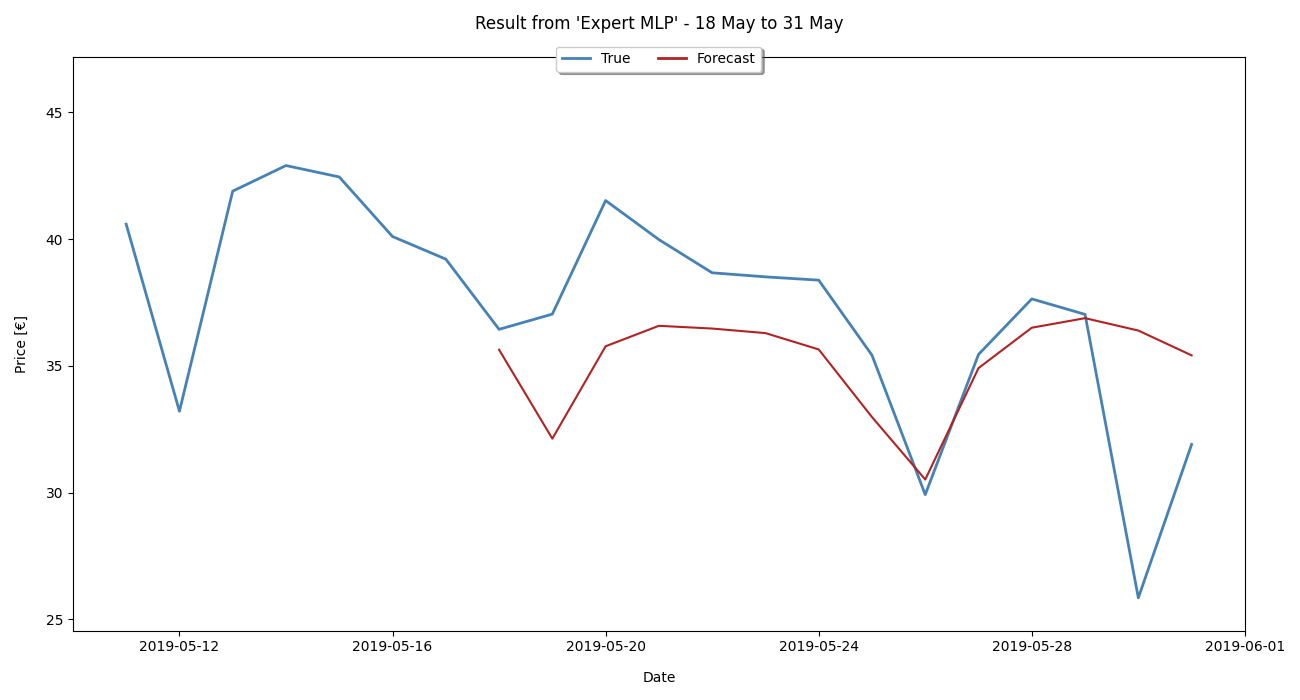 Result from 'Expert MLP' - 18 May to 31 May
True
Forecast
Price [€]
45
40
35
30
25
2019-05-12
2019-05-16
2019-05-20
2019-05-24
2019-05-28
2019-06-01
Date